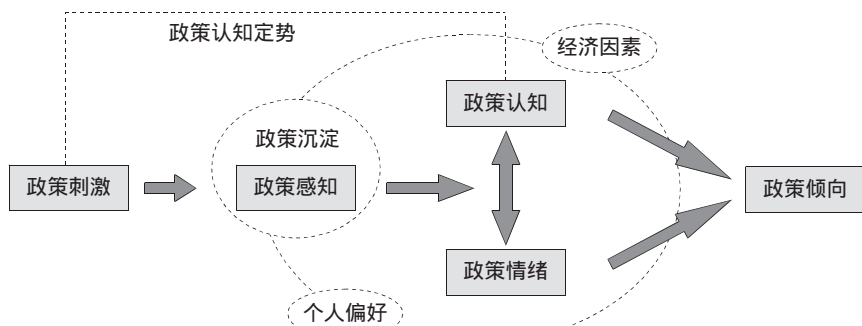 政策认知定势
经济因素
政策认知
政策沉淀
政策刺激
政策感知
政策倾向
政策情绪
个人偏好